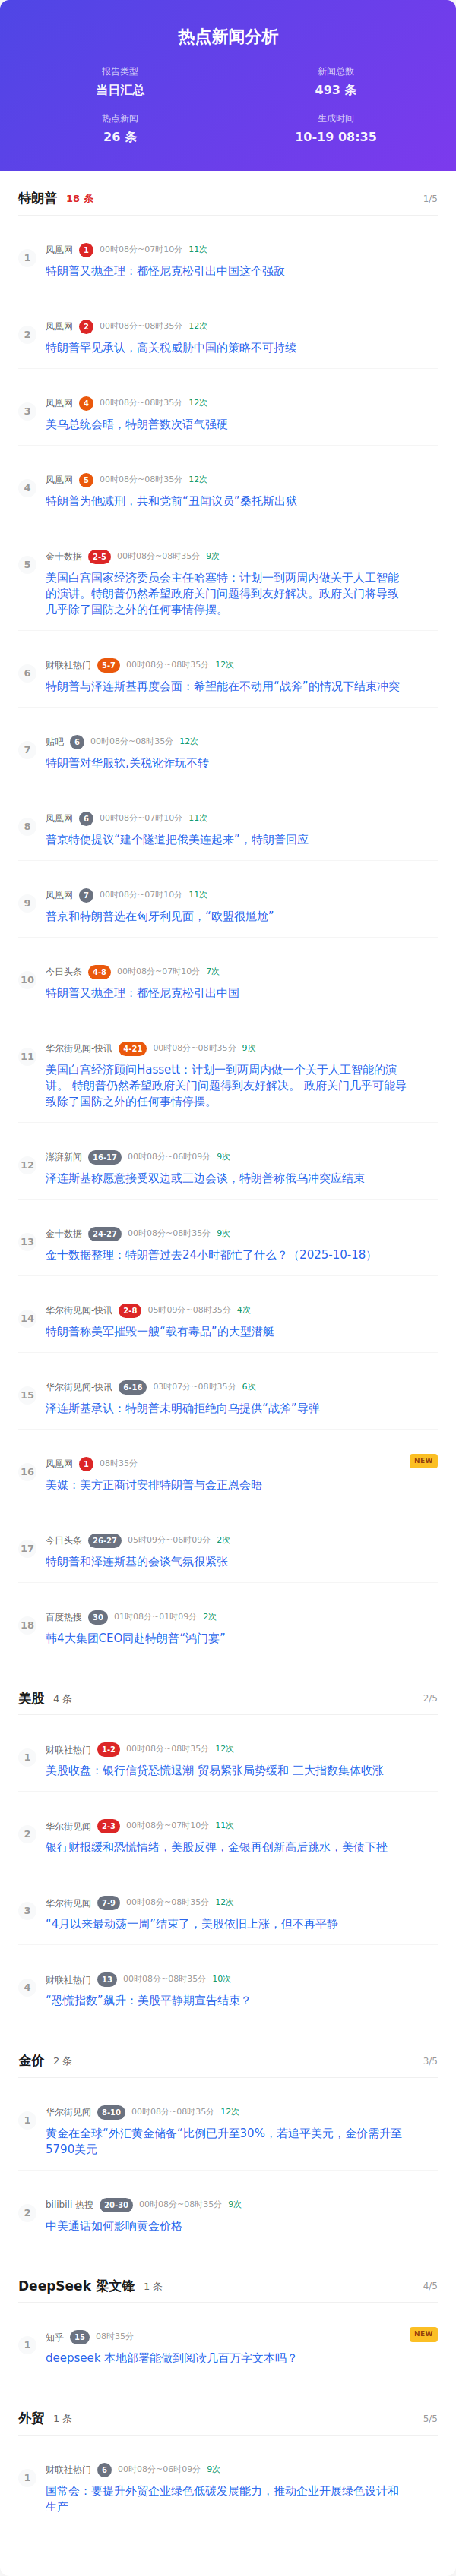 热点新闻分析
报告类型
当日汇总
新闻总数
493 条
热点新闻
26 条
生成时间
10-19 08:35
特朗普 18 条 1/5
1 凤凰网 1 00时08分~07时10分 11次
特朗普又抛歪理：都怪尼克松引出中国这个强敌
2 凤凰网 2 00时08分~08时35分 12次
特朗普罕见承认，高关税威胁中国的策略不可持续
3 凤凰网 4 00时08分~08时35分 12次
美乌总统会晤，特朗普数次语气强硬
4 凤凰网 5 00时08分~08时35分 12次
特朗普为他减刑，共和党前“丑闻议员”桑托斯出狱
5 金十数据 2-5 00时08分~08时35分 9次
美国白宫国家经济委员会主任哈塞特：计划一到两周内做关于人工智能
的演讲。特朗普仍然希望政府关门问题得到友好解决。政府关门将导致
几乎除了国防之外的任何事情停摆。
6 财联社热门 5-7 00时08分~08时35分 12次
特朗普与泽连斯基再度会面：希望能在不动用“战斧”的情况下结束冲突
7 贴吧 6 00时08分~08时35分 12次
特朗普对华服软,关税讹诈玩不转
8 凤凰网 6 00时08分~07时10分 11次
普京特使提议“建个隧道把俄美连起来”，特朗普回应
9 凤凰网 7 00时08分~07时10分 11次
普京和特朗普选在匈牙利见面，“欧盟很尴尬”
10 今日头条 4-8 00时08分~07时10分 7次
特朗普又抛歪理：都怪尼克松引出中国
11 华尔街见闻-快讯 4-21 00时08分~08时35分 9次
美国白宫经济顾问Hassett：计划一到两周内做一个关于人工智能的演
讲。 特朗普仍然希望政府关门问题得到友好解决。 政府关门几乎可能导
致除了国防之外的任何事情停摆。
12 澎湃新闻 16-17 00时08分~06时09分 9次
泽连斯基称愿意接受双边或三边会谈，特朗普称俄乌冲突应结束
13 金十数据 24-27 00时08分~08时35分 9次
金十数据整理：特朗普过去24小时都忙了什么？（2025-10-18）
14 华尔街见闻-快讯 2-8 05时09分~08时35分 4次
特朗普称美军摧毁一艘“载有毒品”的大型潜艇
15 华尔街见闻-快讯 6-16 03时07分~08时35分 6次
泽连斯基承认：特朗普未明确拒绝向乌提供“战斧”导弹
16 凤凰网 1 08时35分 NEW
美媒：美方正商讨安排特朗普与金正恩会晤
17 今日头条 26-27 05时09分~06时09分 2次
特朗普和泽连斯基的会谈气氛很紧张
18 百度热搜 30 01时08分~01时09分 2次
韩4大集团CEO同赴特朗普“鸿门宴”
美股 4 条 2/5
1 财联社热门 1-2 00时08分~08时35分 12次
美股收盘：银行信贷恐慌退潮 贸易紧张局势缓和 三大指数集体收涨
2 华尔街见闻 2-3 00时08分~07时10分 11次
银行财报缓和恐慌情绪，美股反弹，金银再创新高后跳水，美债下挫
3 华尔街见闻 7-9 00时08分~08时35分 12次
“4月以来最动荡一周”结束了，美股依旧上涨，但不再平静
4 财联社热门 13 00时08分~08时35分 10次
“恐慌指数”飙升：美股平静期宣告结束？
金价 2 条 3/5
1 华尔街见闻 8-10 00时08分~08时35分 12次
黄金在全球“外汇黄金储备“比例已升至30%，若追平美元，金价需升至
5790美元
2 bilibili 热搜 20-30 00时08分~08时35分 9次
中美通话如何影响黄金价格
DeepSeek 梁文锋 1 条 4/5
1 知乎 15 08时35分 NEW
deepseek 本地部署能做到阅读几百万字文本吗？
外贸 1 条 5/5
1 财联社热门 6 00时08分~06时09分 9次
国常会：要提升外贸企业绿色低碳发展能力，推动企业开展绿色设计和
生产